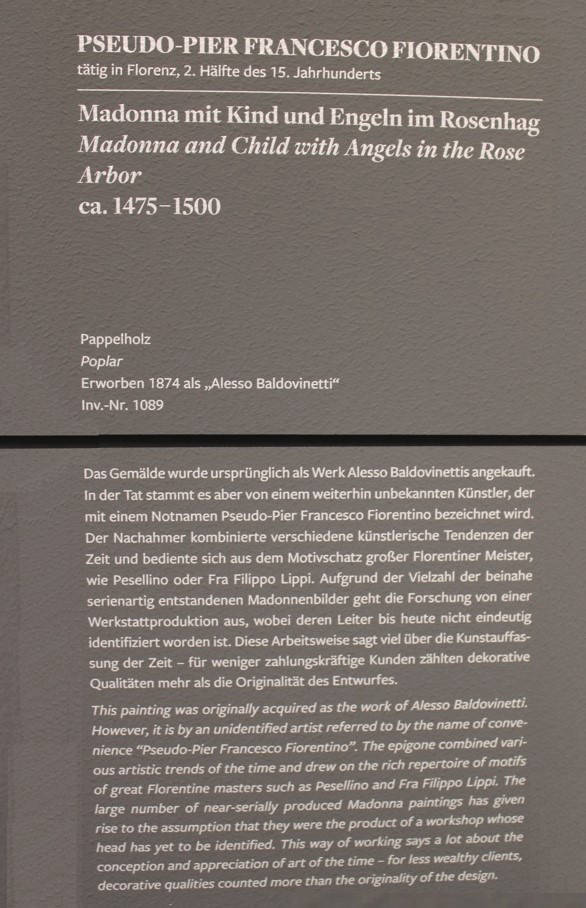 PSEUDO-PIER FRANCESCO FIORENTINO
tätig in Florenz, 2. Hälfte des 15. Jahrhunderts
Madonna mit Kind und Engeln im Rosenhag
Madonna and Child with Angels in the Rose
Arbor
ca. 1475–1500
Pappelholz
Poplar
Erworben 1874 als „Alesso Baldovinetti“
Inv.-Nr. 1089
Das Gemälde wurde ursprünglich als Werk Alesso Baldovinettis angekauft.
In der Tat stammt es aber von einem weiterhin unbekannten Künstler, der
mit einem Notnamen Pseudo-Pier Francesco Fiorentino bezeichnet wird.
Der Nachahmer kombinierte verschiedene künstlerische Tendenzen der
Zeit und bediente sich aus dem Motivschatz großer Florentiner Meister,
wie Pesellino oder Fra Filippo Lippi. Aufgrund der Vielzahl der beinahe
serienartig entstandenen Madonnenbilder geht die Forschung von einer
Werkstattproduktion aus, wobei deren Leiter bis heute nicht eindeutig
identifiziert worden ist. Diese Arbeitsweise sagt viel über die Kunstauffas-
sung der Zeit – für weniger zahlungskräftige Kunden zählten dekorative
Qualitäten mehr als die Originalität des Entwurfes.
This painting was originally acquired as the work of Alesso Baldovinetti.
However, it is by an unidentified artist referred to by the name of conve-
nience “Pseudo-Pier Francesco Fiorentino”. The epigone combined vari-
ous artistic trends of the time and drew on the rich repertoire of motifs
of great Florentine masters such as Pesellino and Fra Filippo Lippi. The
large number of near-serially produced Madonna paintings has given
rise to the assumption that they were the product of a workshop whose
head has yet to be identified. This way of working says a lot about the
conception and appreciation of art of the time – for less wealthy clients,
decorative qualities counted more than the originality of the design.